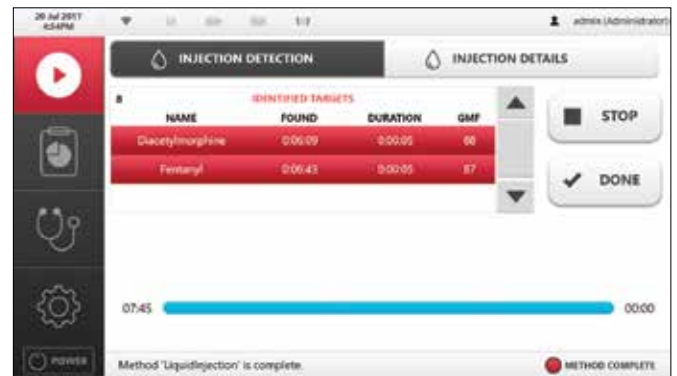 20 Jul 2017
4:54PM
admin (Administrator)
INJECTION DETECTION
INJECTION DETAILS
8
IDENTIFIED TARGETS
NAME FOUND DURATION GMF
Diacetylmorphine 0:06:09 0:00:05
Fentanyl 0:06:43 0:00:05 87
STOP
DONE
07:45 00:00
POWER
Method 'LiquidInjection' is complete.
METHOD COMPLETE